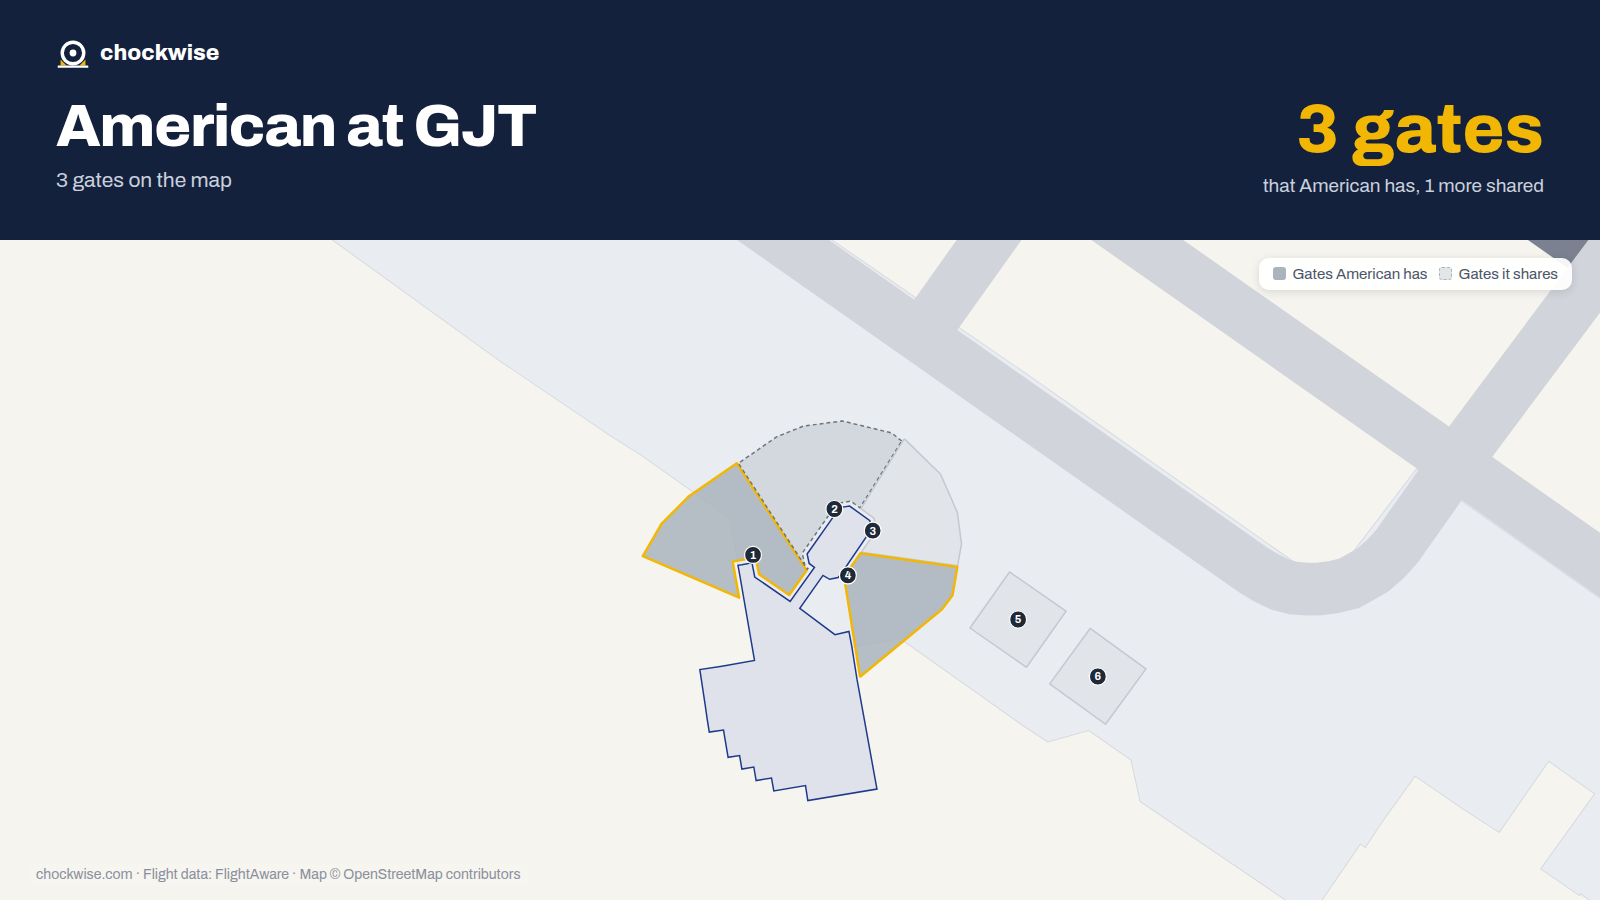 chockwise
American at GJT
3 gates on the map
3 gates
that American has, 1 more shared
Gates American has
Gates it shares
1
2
3
4
5
6
chockwise.com · Flight data: FlightAware · Map © OpenStreetMap contributors